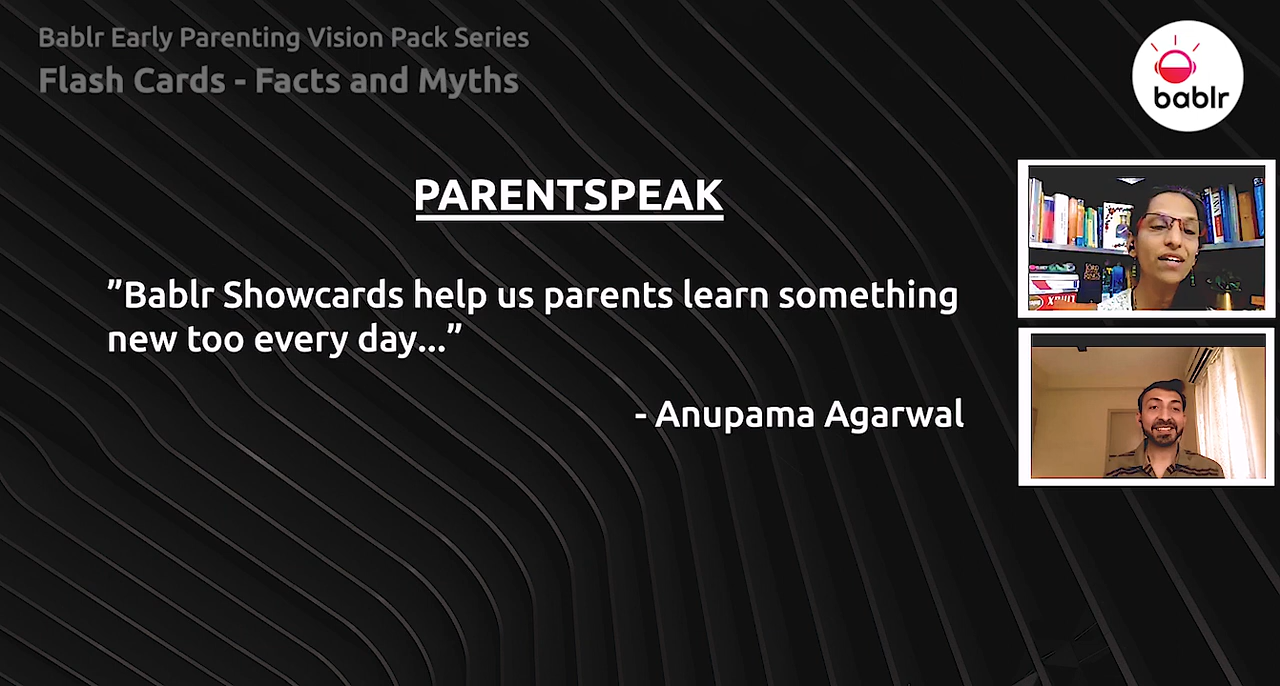 Bablr Early Parenting Vision Pack Series
Flash Cards - Facts and Myths
bablr
PARENTSPEAK
”Bablr Showcards help us parents learn something
new too every day...”
- Anupama Agarwal